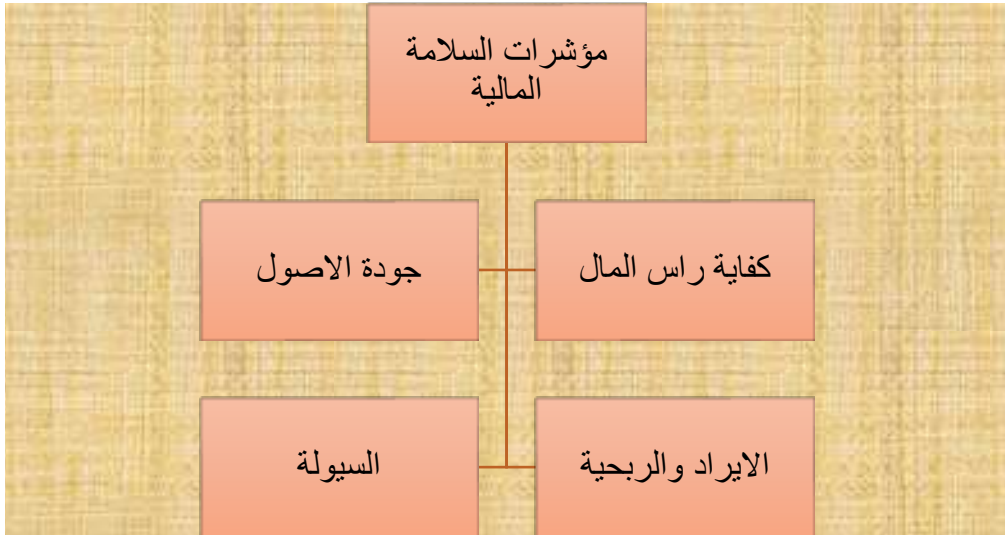 مؤشرات السلامة
المالية
كفاية راس المال
جودة الاصول
الايراد والربحية
السيولة